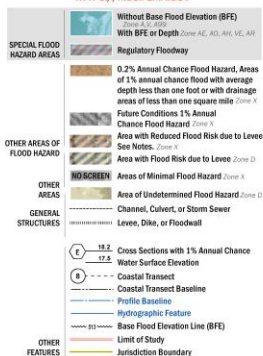 SPECIAL FLOOD
HAZARD AREAS
Without Base Flood Elevation (BFE)
Zone A,V, A99
With BFE or Depth Zone AE, AO, AH, VE, AR
Regulatory Floodway
OTHER AREAS OF
FLOOD HAZARD
0.2% Annual Chance Flood Hazard, Areas
of 1% annual chance flood with average
depth less than one foot or with drainage
areas of less than one square mile Zone X
Future Conditions 1% Annual
Chance Flood Hazard Zone X
Area with Reduced Flood Risk due to Levee
See Notes. Zone X
Area with Flood Risk due to Levee Zone D
OTHER
AREAS
NO SCREEN Areas of Minimal Flood Hazard Zone X
Area of Undetermined Flood Hazard Zone D
GENERAL
STRUCTURES
Channel, Culvert, or Storm Sewer
Levee, Dike, or Floodwall
OTHER
FEATURES
E 18.2 Cross Sections with 1% Annual Chance
17.5 Water Surface Elevation
8 Coastal Transect
Coastal Transect Baseline
Profile Baseline
Hydrographic Feature
513 Base Flood Elevation Line (BFE)
Limit of Study
Jurisdiction Boundary